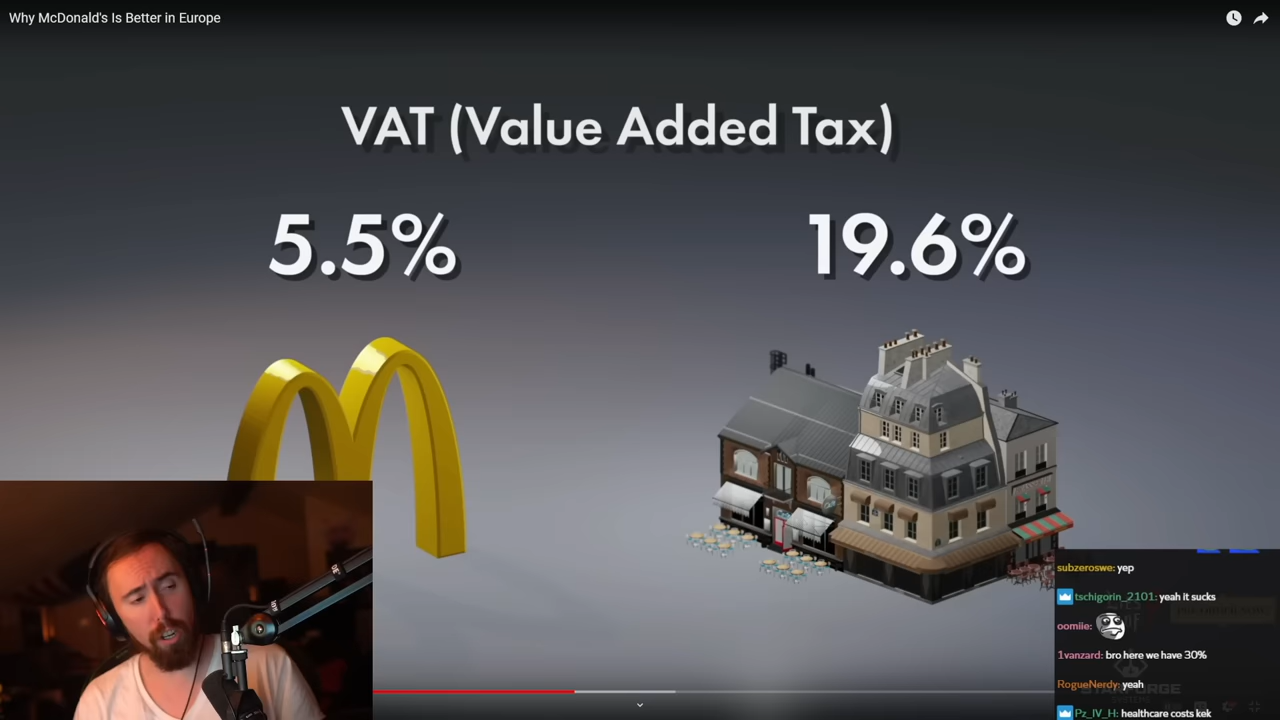 Why McDonald's Is Better in Europe
VAT (Value Added Tax)
5.5%
19.6%
subzeroswe: yep
tschigorin_2101: yeah it sucks
oomiie:
1vanzard: bro here we have 30%
RogueNerdy: yeah
STARFORGE
Pz_IV_H: healthcare costs kek